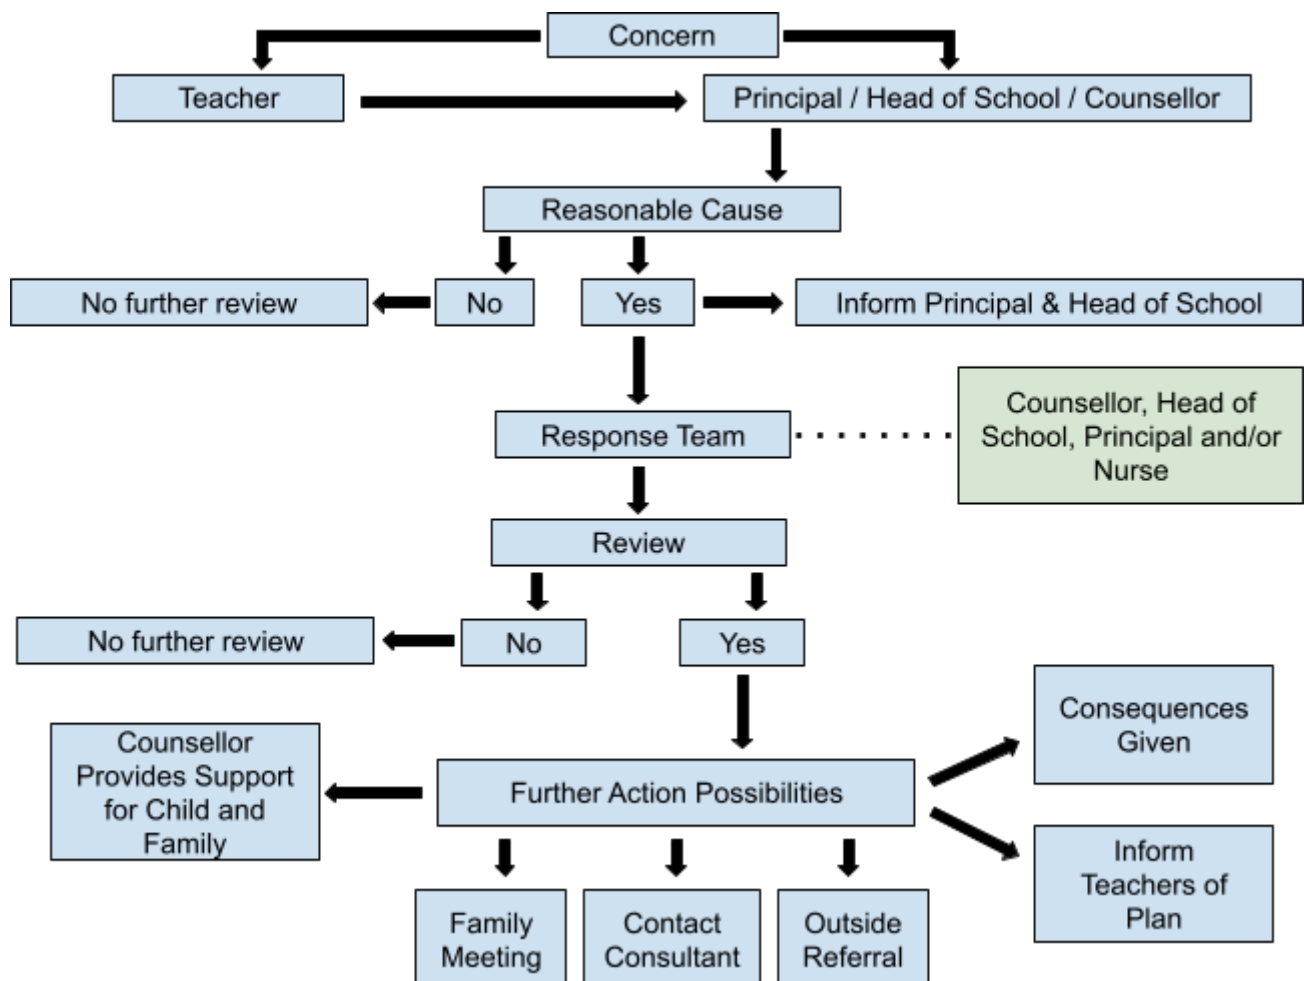 Concern
Teacher
Principal / Head of School / Counsellor
Reasonable Cause
No further review
No
Yes
Inform Principal & Head of School
Response Team
Counsellor, Head of
School, Principal and/or
Nurse
Review
No further review
No
Yes
Counsellor
Provides Support
for Child and
Family
Further Action Possibilities
Consequences
Given
Inform
Teachers of
Plan
Family
Meeting
Contact
Consultant
Outside
Referral